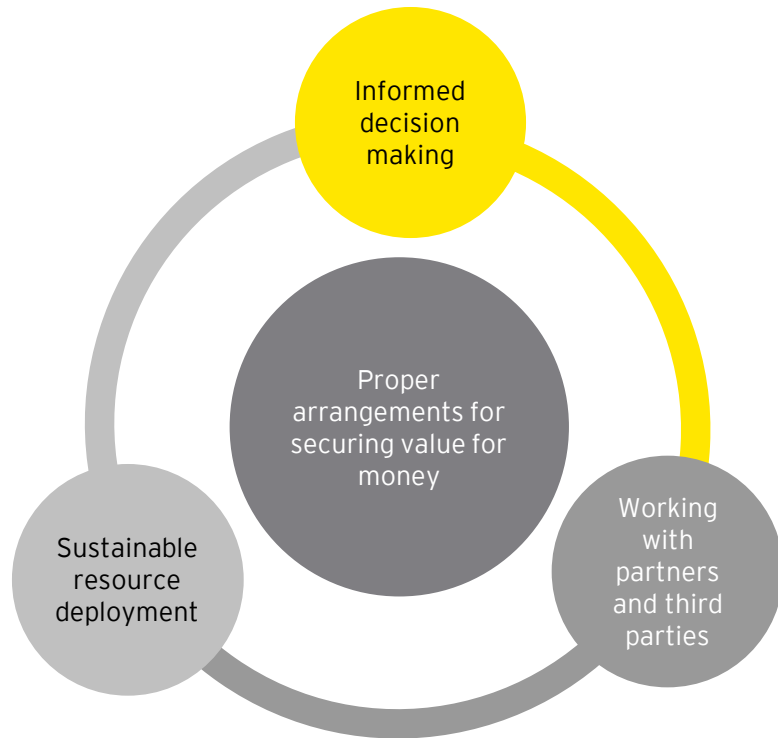 Informed
decision
making
Proper
arrangements for
securing value for
money
Sustainable
resource
deployment
Working
with
partners
and third
parties